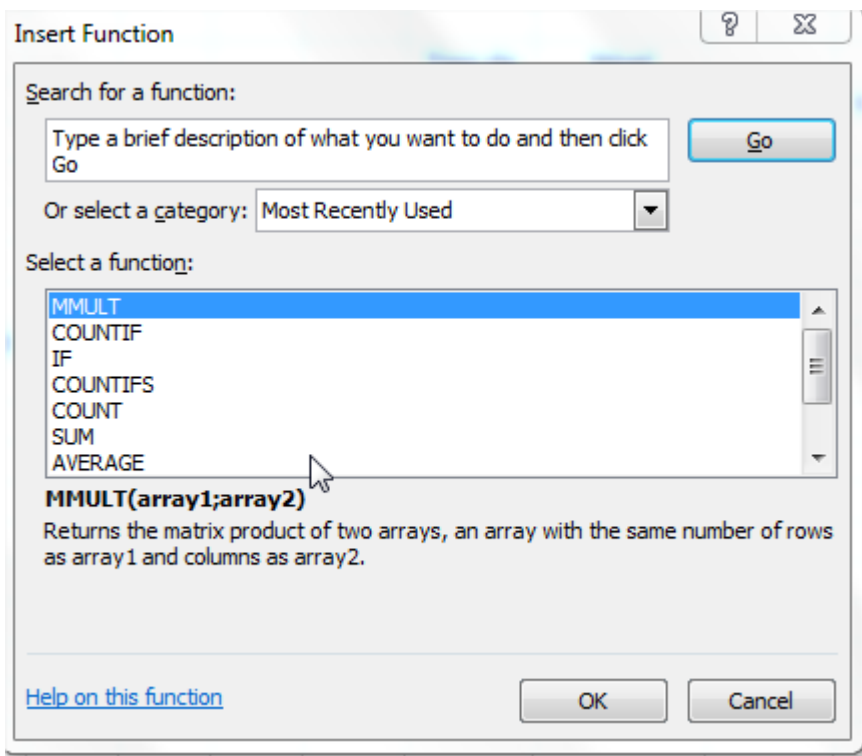 Insert Function
Search for a function:
Type a brief description of what you want to do and then click
Go
Go
Or select a category: Most Recently Used
Select a function:
MMULT
COUNTIF
IF
COUNTIFS
COUNT
SUM
AVERAGE
MMULT(array1;array2)
Returns the matrix product of two arrays, an array with the same number of rows
as array1 and columns as array2.
Help on this function
OK
Cancel